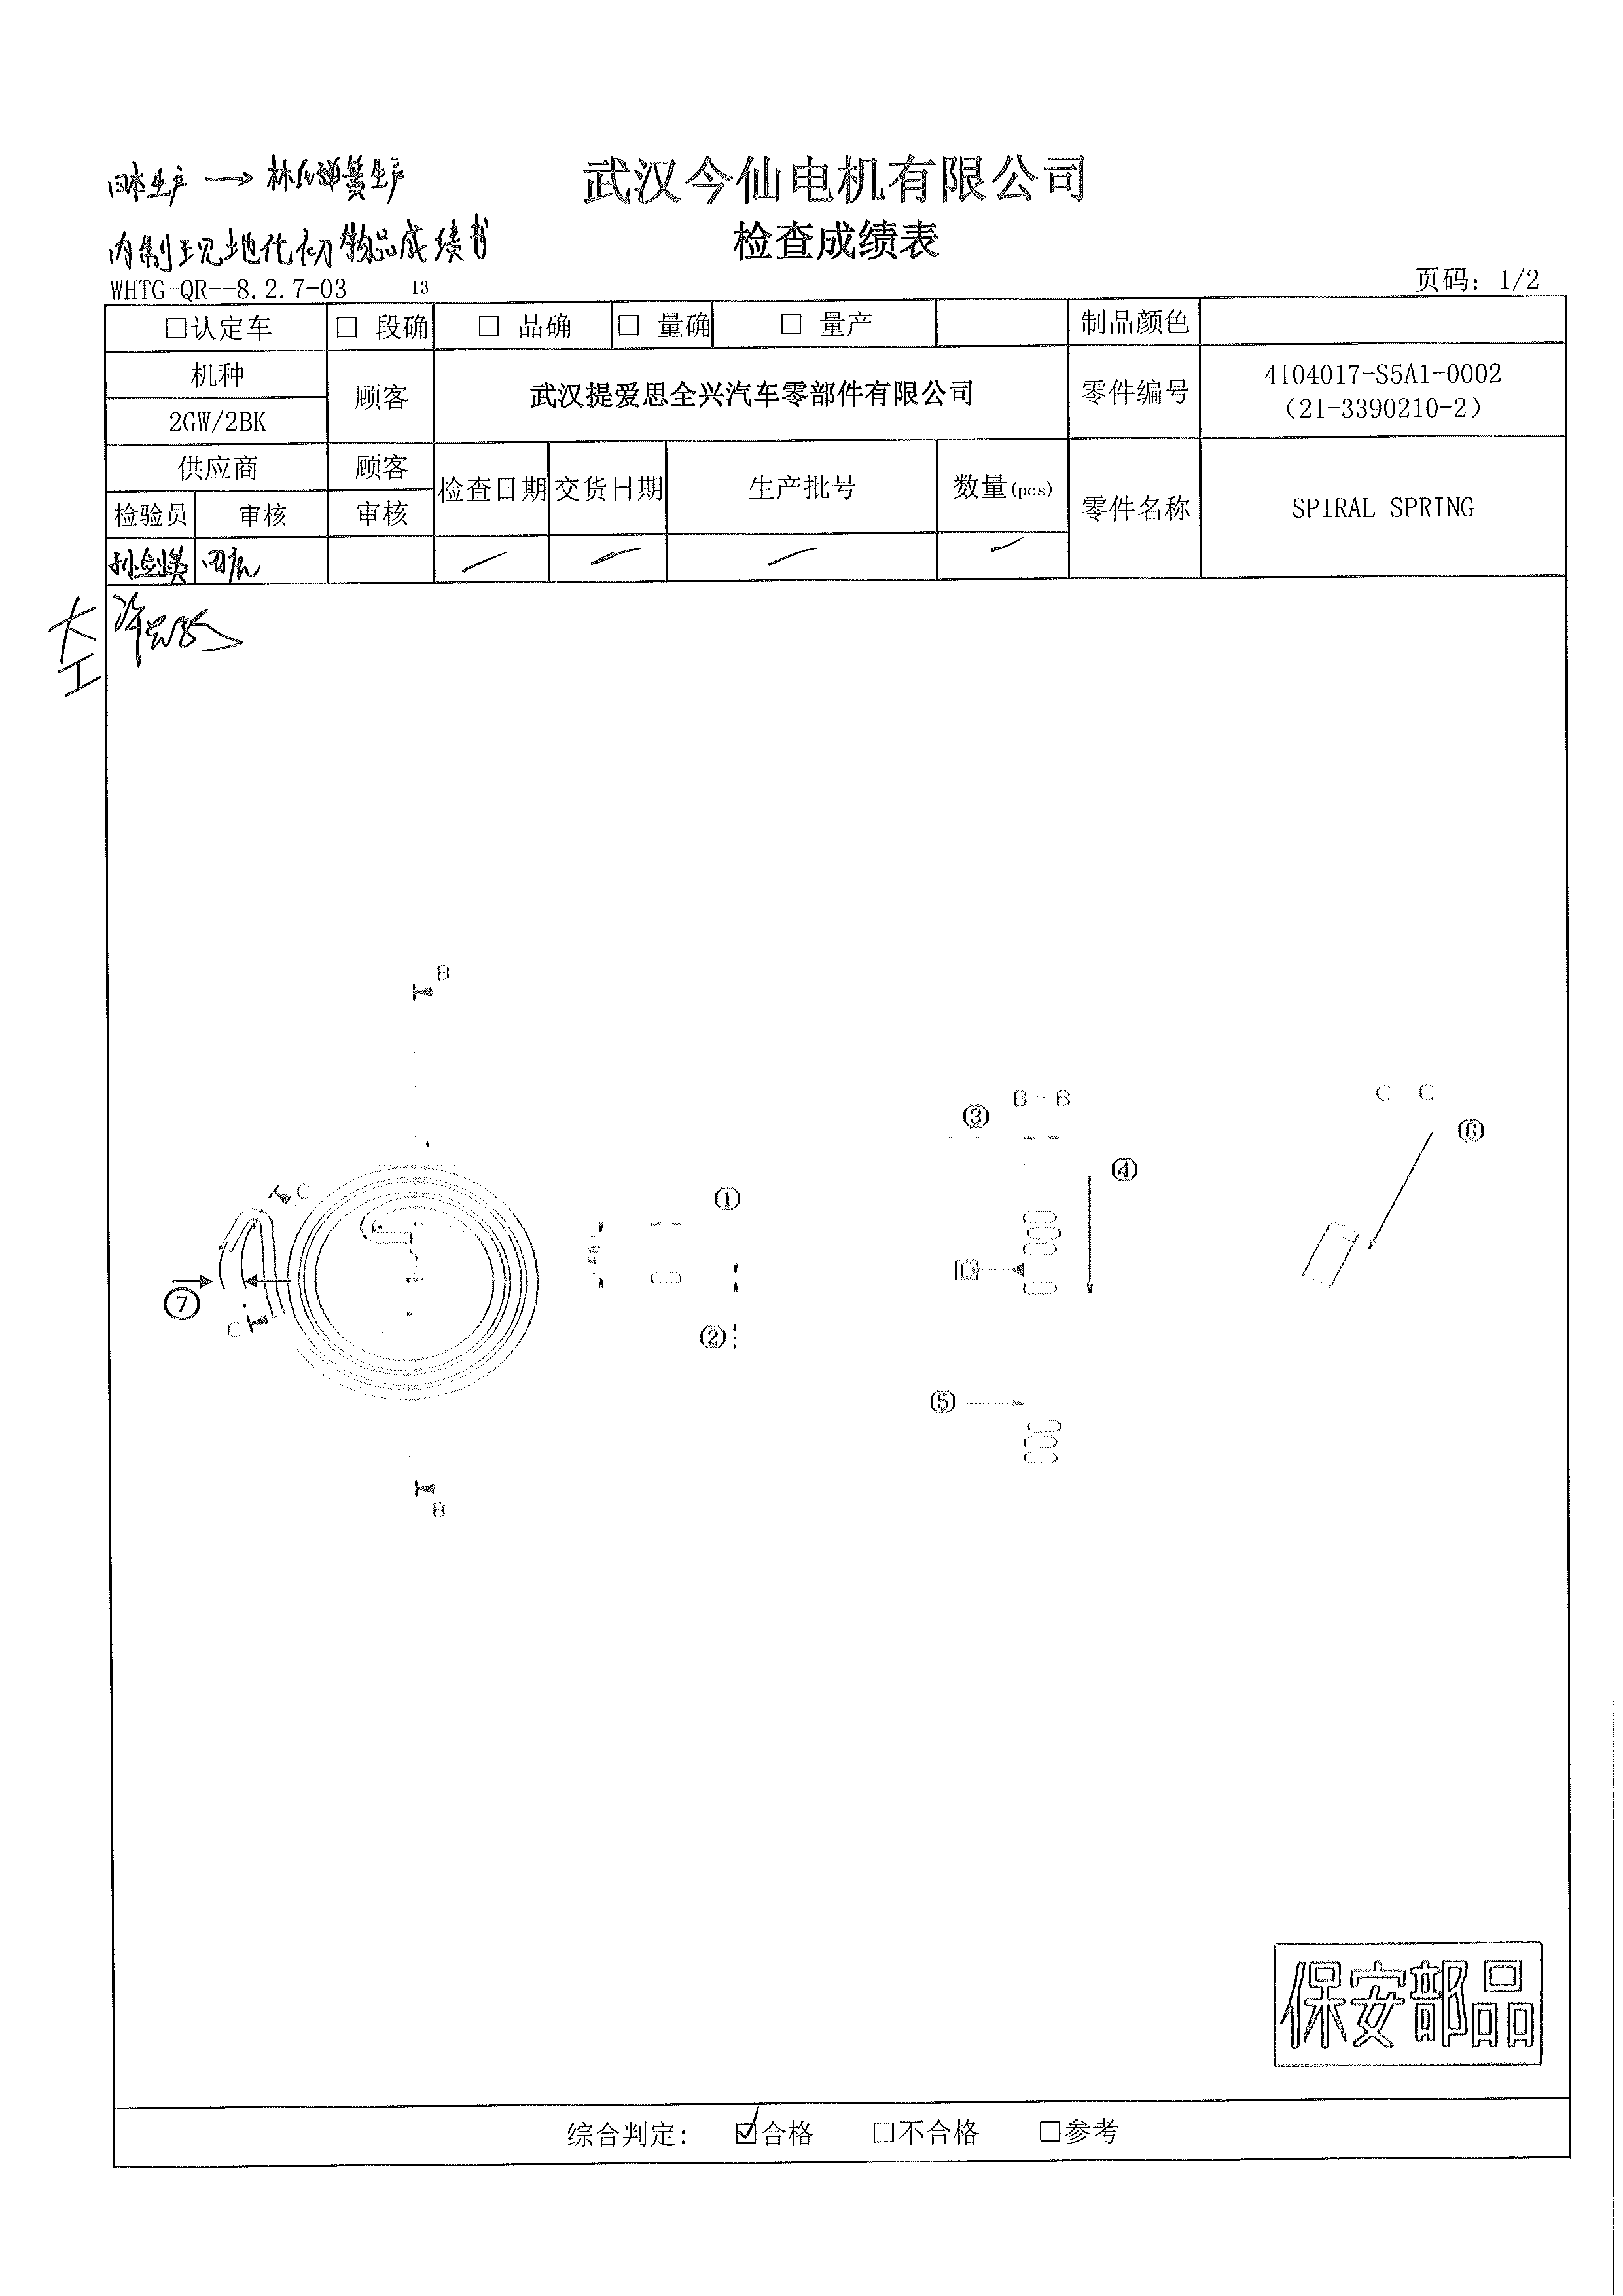 日本生产 → 林氏弹簧生产
武汉今仙电机有限公司
内制现地化初物品成绩书
检查成绩表
WHTG-QR--8.2.7-03 13 页码: 1/2
□认定车 □ 段确 □ 品确 □ 量确 □ 量产 制品颜色
机种 顾客 武汉提爱思全兴汽车零部件有限公司 零件编号 4104017-S5A1-0002
(21-3390210-2)
2GW/2BK
供应商 顾客 检查日期 交货日期 生产批号 数量(pcs) 零件名称 SPIRAL SPRING
检验员 审核 审核
大
工
B
B-B
C-C
③
⑥
④
C
①
D
⑦
C
②
⑤
B
保安部品
综合判定: ☑合格 □不合格 □参考